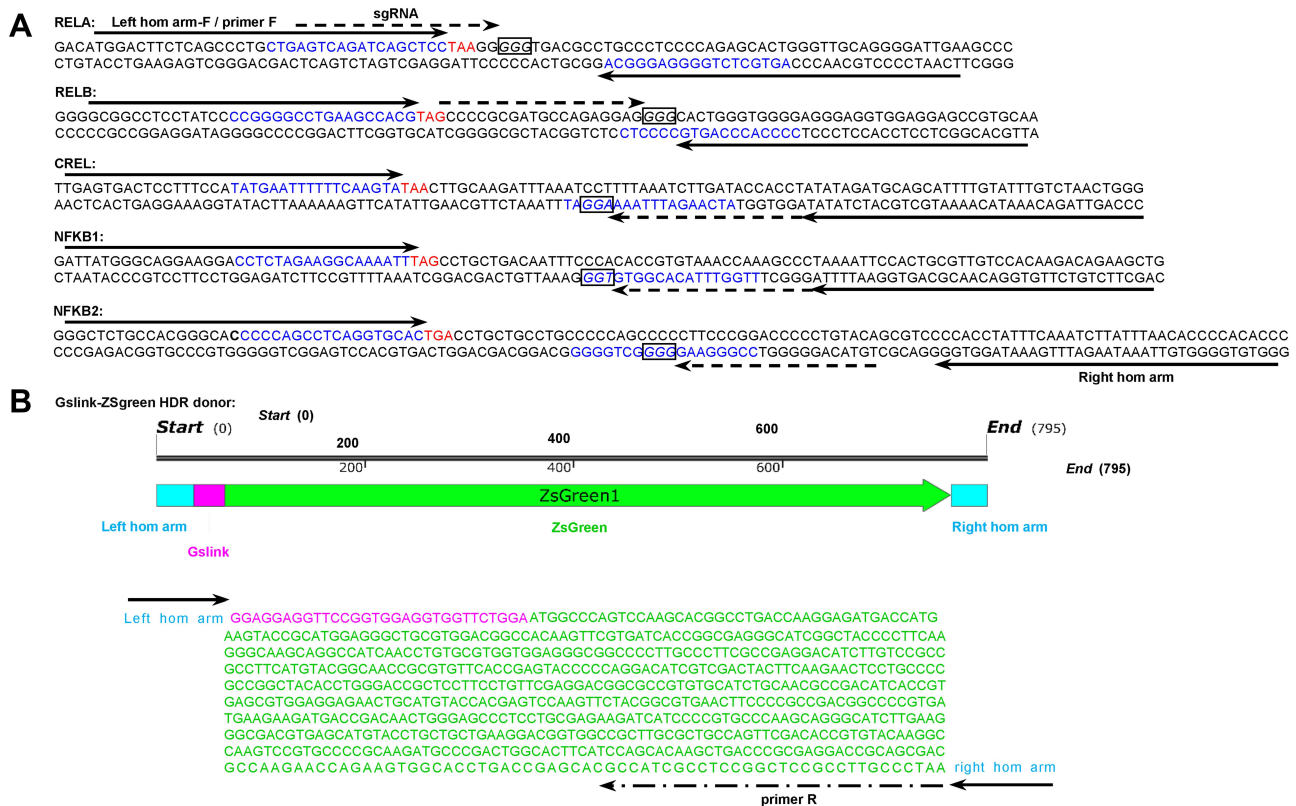 A
RELA: Left hom arm-F / primer F sgRNA
GACATGGACTTCTCAGCCCTGCTGAGTCAGATCAGCTCCTAAGGGGGTGACGCCTGCCCTCCCCAGAGCACTGGGTTGCAGGGGATTGAAGCCC
CTGTACCTGAAGAGTCGGGACGACTCAGTCTAGTCGAGGATTCCCCCACTGCGGACGGGAGGGGTCTCGTGACCCAACGTCCCCTAACTTCGGG
RELB:
GGGGCGGCCTCCTATCCCCGGGGCCTGAAGCCACGTAGCCCCGCGATGCCAGAGGAGGGGCACTGGGTGGGGAGGGAGGTGGAGGAGCCGTGCAA
CCCCCGCCGGAGGATAGGGGCCCCGGACTTCGGTGCATCGGGGCGCTACGGTCTCCTCCCCGTGACCCACCCCTCCCTCCACCTCCTCGGCACGTTA
CREL:
TTGAGTGACTCCTTTCCATATGAATTTTTTCAAGTATAACTTGCAAGATTTAAATCCTTTTAAATCTTGATACCACCTATATAGATGCAGCATTTTGTATTTGTCTAACTGGG
AACTCACTGAGGAAAGGTATACTTAAAAAAGTTCATATTGAACGTTCTAAATTTAGGAAAATTTAGAACTATGGTGGATATATCTACGTCGTAAAACATAAACAGATTGACCC
NFKB1:
GATTATGGGCAGGAAGGACCTCTAGAAGGCAAAATTTAGCCTGCTGACAATTTCCCACACCGTGTAAACCAAAGCCCTAAAATTCCACTGCGTTGTCCACAAGACAGAAGCTG
CTAATACCCGTCCTTCCTGGAGATCTTCCGTTTTAAATCGGACGACTGTTAAAGGGTGTGGCACATTTGGTTTCGGGATTTTAAGGTGACGCAACAGGTGTTCTGTCTTCGAC
NFKB2:
GGGCTCTGCCACGGGCACCCCCCAGCCTCAGGTGCACTGACCTGCTGCCTGCCCCCAGCCCCCTTCCCGGACCCCCTGTACAGCGTCCCCACCTATTTCAAATCTTATTTAACACCCCACACCC
CCCGAGACGGTGCCCGTGGGGGGTCGGAGTCCACGTGACTGGACGACGGACGGGGGTCGGGGGAAGGGCCTGGGGGACATGTCGCAGGGGTGGATAAAGTTTAGAATAAATTGTGGGGTGTGGG
Right hom arm
B
Gslink-ZSgreen HDR donor:
Start (0)
Start (0) End (795)
200 400 600
200 400 600
End (795)
ZsGreen1
Left hom arm ZsGreen Right hom arm
Gslink
Left hom arm GGAGGAGGTTCCGGTGGAGGTGGTTCTGGAATGGCCCAGTCCAAGCACGGCCTGACCAAGGAGATGACCATG
AAGTACCGCATGGAGGGCTGCGTGGACGGCCACAAGTTCGTGATCACCGGCGAGGGCATCGGCTACCCCTTCAA
GGGCAAGCAGGCCATCAACCTGTGCGTGGTGGAGGGCGGCCCCTTGCCCTTCGCCGAGGACATCTTGTCCGCC
GCCTTCATGTACGGCAACCGCGTGTTCACCGAGTACCCCCAGGACATCGTCGACTACTTCAAGAACTCCTGCCCC
GCCGGCTACACCTGGGACCGCTCCTTCCTGTTCGAGGACGGCGCCGTGTGCATCTGCAACGCCGACATCACCGT
GAGCGTGGAGGAGAACTGCATGTACCACGAGTCCAAGTTCTACGGCGTGAACTTCCCCGCCGACGGCCCCGTGA
TGAAGAAGATGACCGACAACTGGGAGCCCTCCTGCGAGAAGATCATCCCCGTGCCCAAGCAGGGCATCTTGAAG
GGCGACGTGAGCATGTACCTGCTGCTGAAGGACGGTGGCCGCTTGCGCTGCCAGTTCGACACCGTGTACAAGGC
CAAGTCCGTGCCCCGCAAGATGCCCGACTGGCACTTCATCCAGCACAAGCTGACCCGCGAGGACCGCAGCGAC
GCCAAGAACCAGAAGTGGCACCTGACCGAGCACGCCATCGCCTCCGGCTCCGCCTTGCCCTAA right hom arm
primer R